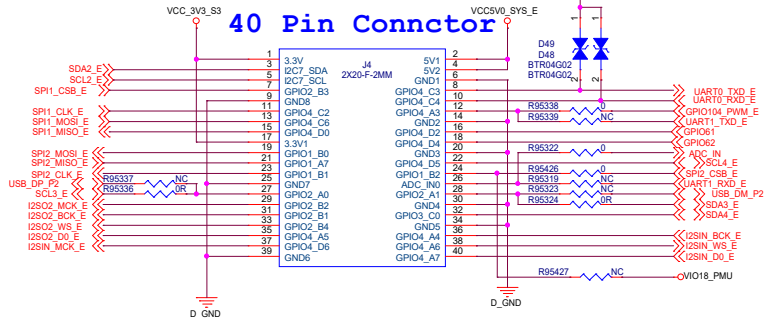 VCC_3V3_S3
40 Pin Connctor
VCC5V0_SYS_E
J4
2X20-F-2MM
D49
D48
BTR04G02
BTR04G02
1 1
2 2
SDA2_E
SCL2_E
SPI1_CSB_E
SPI1_CLK_E
SPI1_MOSI_E
SPI1_MISO_E
SPI2_MOSI_E
SPI2_MISO_E
SPI2_CLK_E
USB_DP_P2
SCL3_E
I2SO2_MCK_E
I2SO2_BCK_E
I2SO2_WS_E
I2SO2_D0_E
I2SIN_MCK_E
R95337 NC
R95336 0R
1 3.3V
3 I2C7_SDA
5 I2C7_SCL
7 GPIO2_B3
9 GND8
11 GPIO4_C2
13 GPIO4_C6
15 GPIO4_D0
17 3.3V1
19 GPIO1_B0
21 GPIO1_A7
23 GPIO1_B1
25 GND7
27 GPIO2_A0
29 GPIO2_B2
31 GPIO2_B1
33 GPIO2_B4
35 GPIO4_A5
37 GPIO4_D6
39 GND6
5V1 2
5V2 4
GND1 6
GPIO4_C3 8
GPIO4_C4 10
GPIO4_A3 12
GND2 14
GPIO4_D2 16
GPIO4_D4 18
GND3 20
GPIO4_D5 22
GPIO1_B2 24
ADC_IN0 26
GPIO2_A1 28
GND4 30
GPIO3_C0 32
GND5 34
GPIO4_A4 36
GPIO4_A6 38
GPIO4_A7 40
R95338 0
R95339 NC
R95322 0
R95426 0
R95319 NC
R95323 NC
R95324 0R
R95427 NC
UART0_TXD_E
UART0_RXD_E
GPIO104_PWM_E
UART1_TXD_E
GPIO61
GPIO62
ADC_IN
SCL4_E
SPI2_CSB_E
UART1_RXD_E
USB_DM_P2
SDA3_E
SDA4_E
I2SIN_BCK_E
I2SIN_WS_E
I2SIN_D0_E
VIO18_PMU
D_GND
D_GND